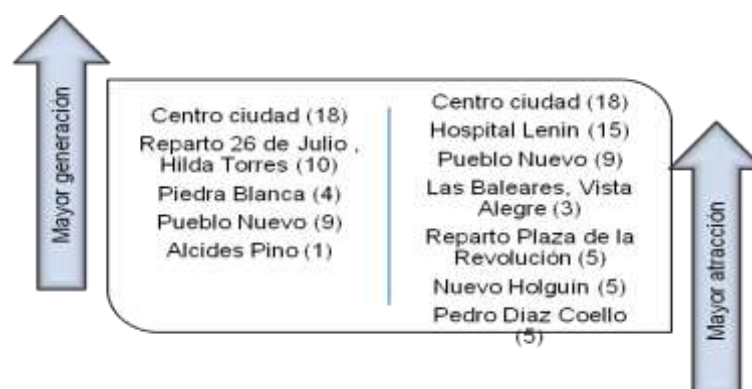 Mayor generación
Centro ciudad (18)
Reparto 26 de Julio ,
Hilda Torres (10)
Piedra Blanca (4)
Pueblo Nuevo (9)
Alcides Pino (1)
Centro ciudad (18)
Hospital Lenin (15)
Pueblo Nuevo (9)
Las Baleares, Vista
Alegre (3)
Reparto Plaza de la
Revolución (5)
Nuevo Holguin (5)
Pedro Diaz Coello
(5)
Mayor atracción